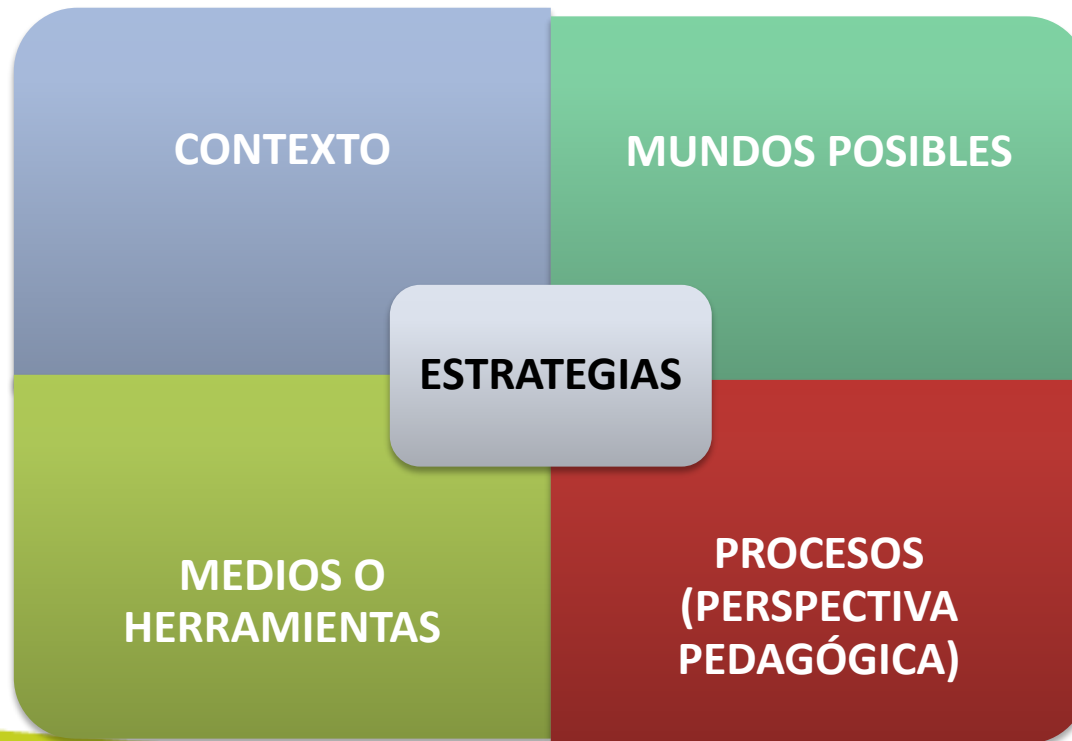 CONTEXTO
MUNDOS POSIBLES
ESTRATEGIAS
MEDIOS O
HERRAMIENTAS
PROCESOS
(PERSPECTIVA
PEDAGÓGICA)